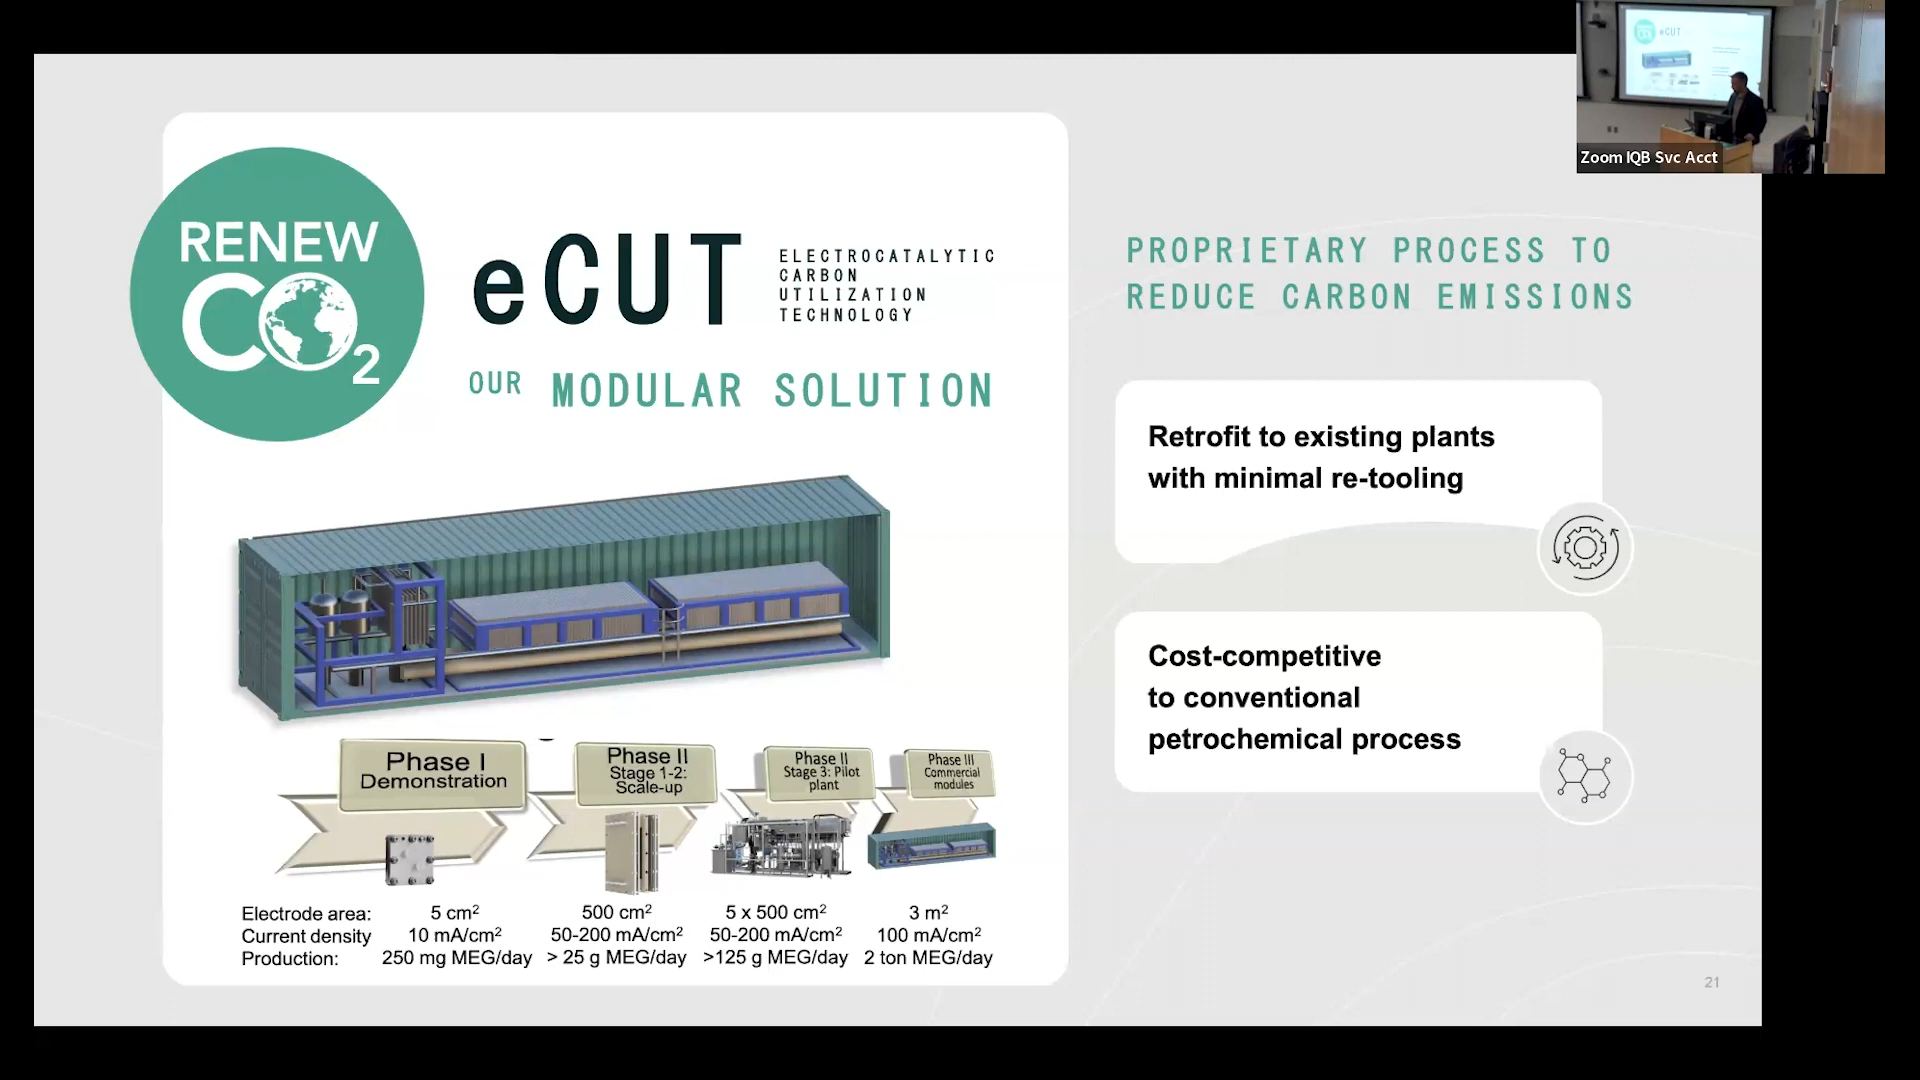 RENEW
CO2
eCUT
ELECTROCATALYTIC
CARBON
UTILIZATION
TECHNOLOGY
OUR MODULAR SOLUTION
Phase I
Demonstration
Phase II
Stage 1-2:
Scale-up
Phase II
Stage 3: Pilot
plant
Phase III
Commercial
modules
Electrode area: 5 cm² 500 cm² 5 x 500 cm² 3 m²
Current density 10 mA/cm² 50-200 mA/cm² 50-200 mA/cm² 100 mA/cm²
Production: 250 mg MEG/day > 25 g MEG/day >125 g MEG/day 2 ton MEG/day
PROPRIETARY PROCESS TO
REDUCE CARBON EMISSIONS
Retrofit to existing plants
with minimal re-tooling
Cost-competitive
to conventional
petrochemical process
21
eCUT
Zoom IQB Svc Acct